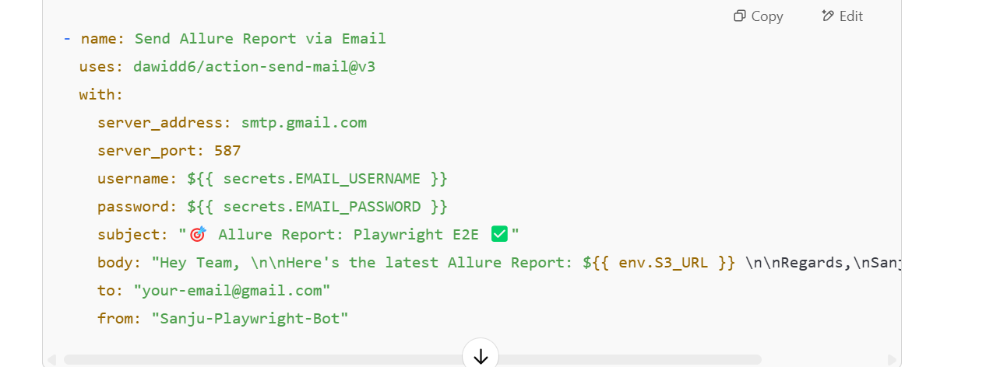 Copy Edit
- name: Send Allure Report via Email
uses: dawidd6/action-send-mail@v3
with:
server_address: smtp.gmail.com
server_port: 587
username: ${{ secrets.EMAIL_USERNAME }}
password: ${{ secrets.EMAIL_PASSWORD }}
subject: "🎯 Allure Report: Playwright E2E ✅"
body: "Hey Team, \n\nHere's the latest Allure Report: ${{ env.S3_URL }} \n\nRegards,\nSanj
to: "your-email@gmail.com"
from: "Sanju-Playwright-Bot"